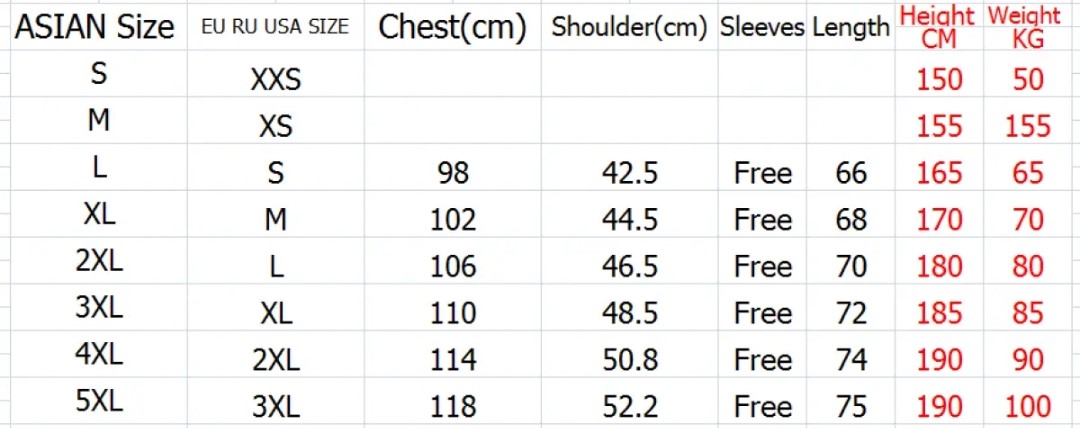 ASIAN Size EU RU USA SIZE Chest(cm) Shoulder(cm) Sleeves Length Height CM Weight KG
S XXS 150 50
M XS 155 155
L S 98 42.5 Free 66 165 65
XL M 102 44.5 Free 68 170 70
2XL L 106 46.5 Free 70 180 80
3XL XL 110 48.5 Free 72 185 85
4XL 2XL 114 50.8 Free 74 190 90
5XL 3XL 118 52.2 Free 75 190 100